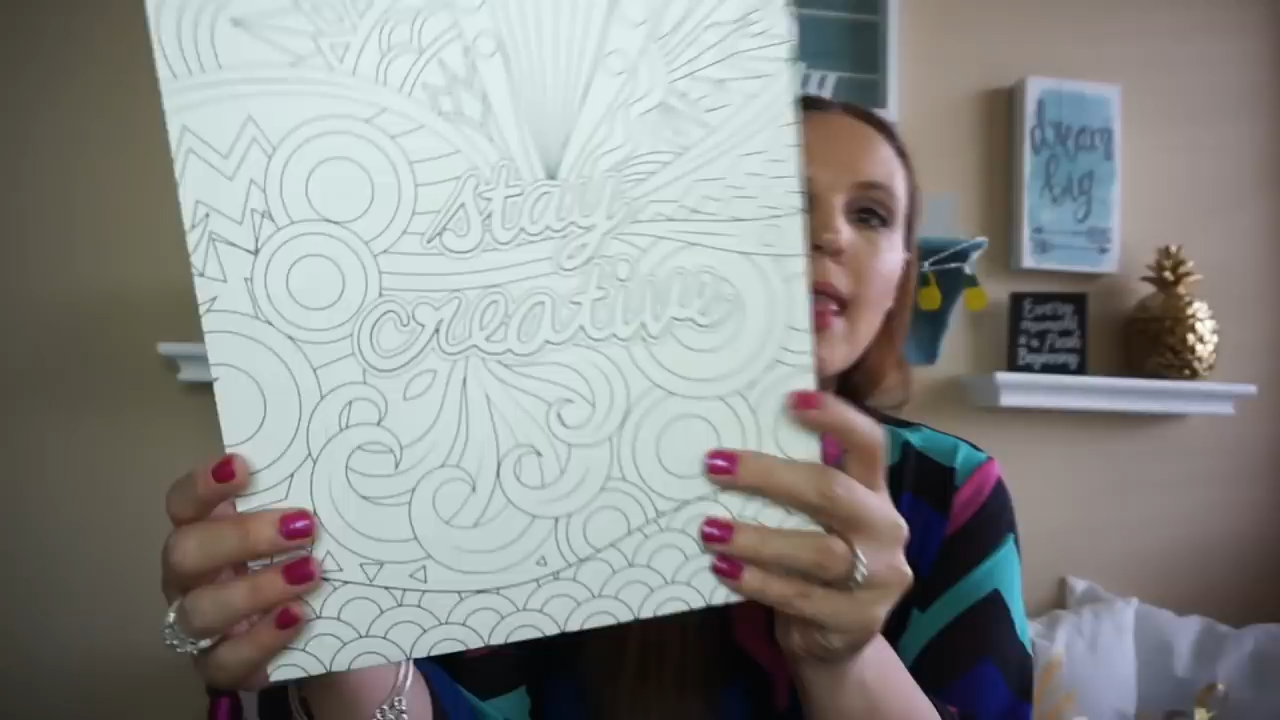 stay
creative
dream
big
Every
moment
is a Fresh
Beginning